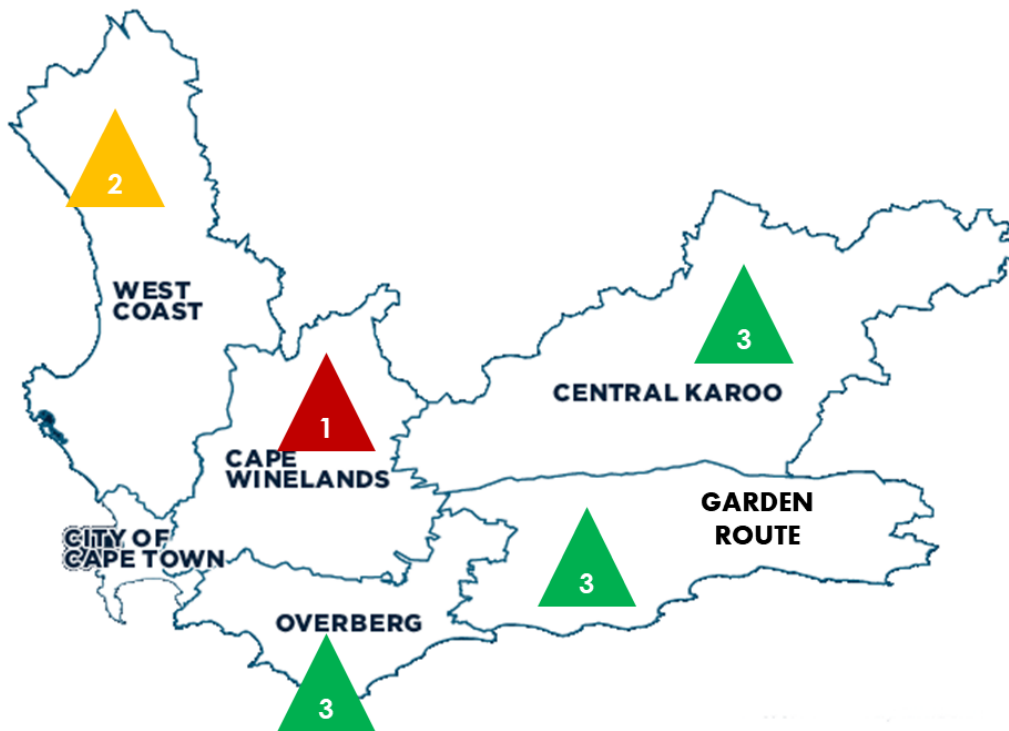 2
WEST
COAST
3
CENTRAL KAROO
1
CAPE
WINELANDS
GARDEN
ROUTE
CITY OF
CAPE TOWN
3
OVERBERG
3